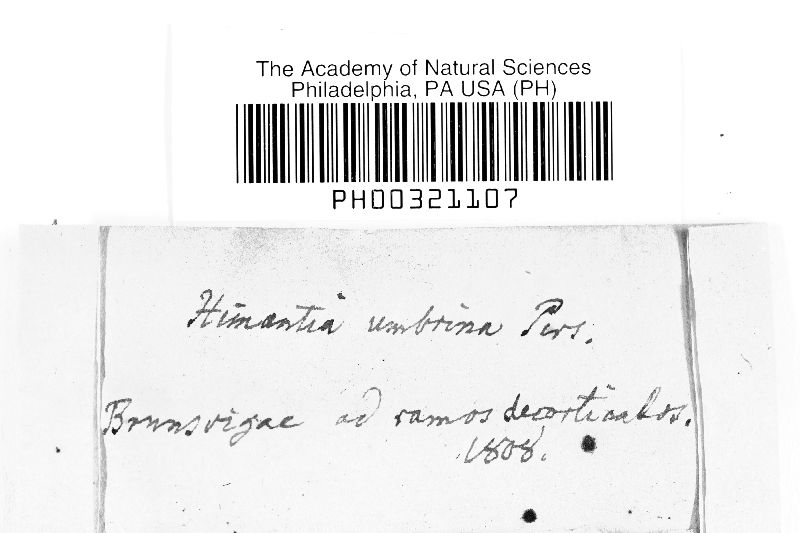 The Academy of Natural Sciences
Philadelphia, PA USA (PH)
PH00321107
Himantia umbrina Pers.
Brunsvigae ad ramos decorticatos.
1808.